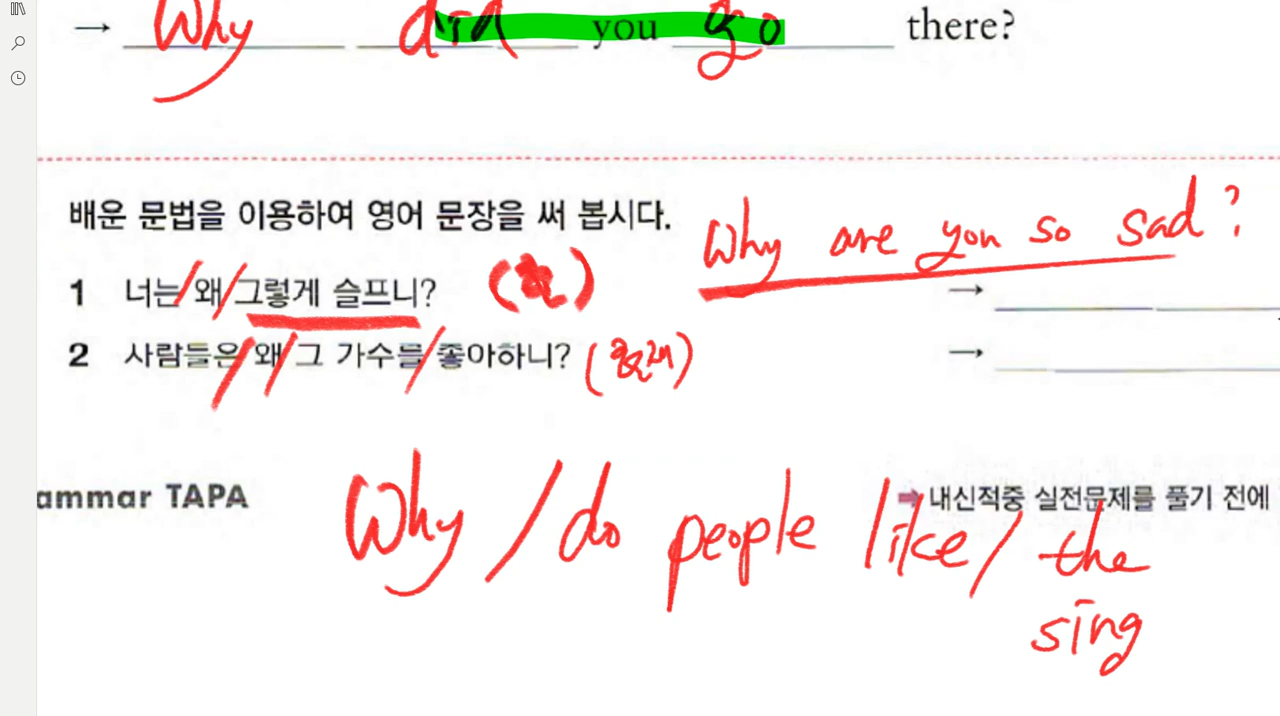 → Why did you go there?
배운 문법을 이용하여 영어 문장을 써 봅시다.
Why are you so sad?
1 너는 왜 그렇게 슬프니? →
2 사람들은 왜 그 가수를 좋아하니? (현재) →
ammar TAPA
➡ 내신적중 실전문제를 풀기 전에
Why / do people like / the
sing